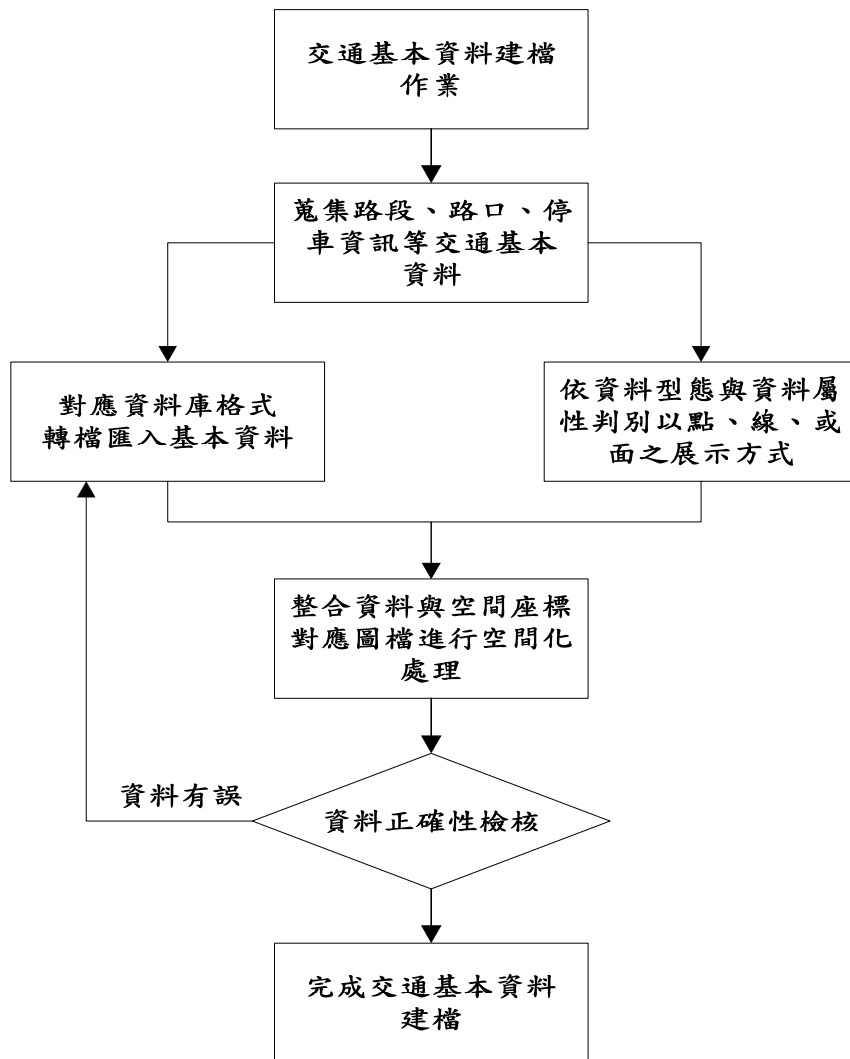 交通基本資料建檔
作業
蒐集路段、路口、停
車資訊等交通基本
資料
對應資料庫格式
轉檔匯入基本資料
依資料型態與資料屬
性判別以點、線、或
面之展示方式
整合資料與空間座標
對應圖檔進行空間化
處理
資料有誤
資料正確性檢核
完成交通基本資料
建檔